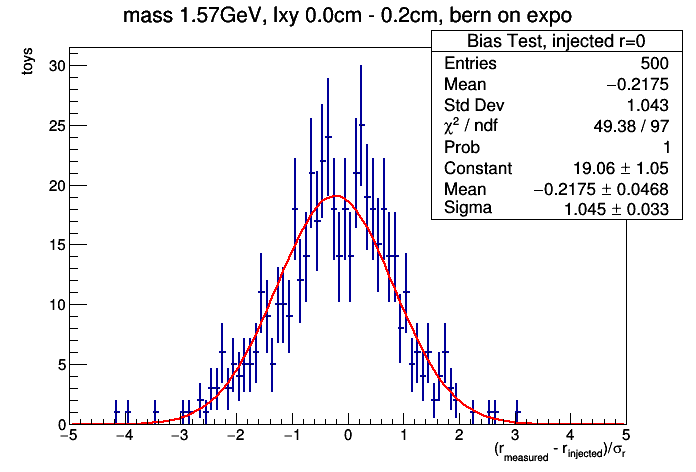 mass 1.57GeV, lxy 0.0cm - 0.2cm, bern on expo
Bias Test, injected r=0
Entries 500
Mean −0.2175
Std Dev 1.043
χ² / ndf 49.38 / 97
Prob 1
Constant 19.06 ± 1.05
Mean −0.2175 ± 0.0468
Sigma 1.045 ± 0.033
toys
30
25
20
15
10
5
0
−5 −4 −3 −2 −1 0 1 2 3 4 5
(r_measured - r_injected)/σ_r